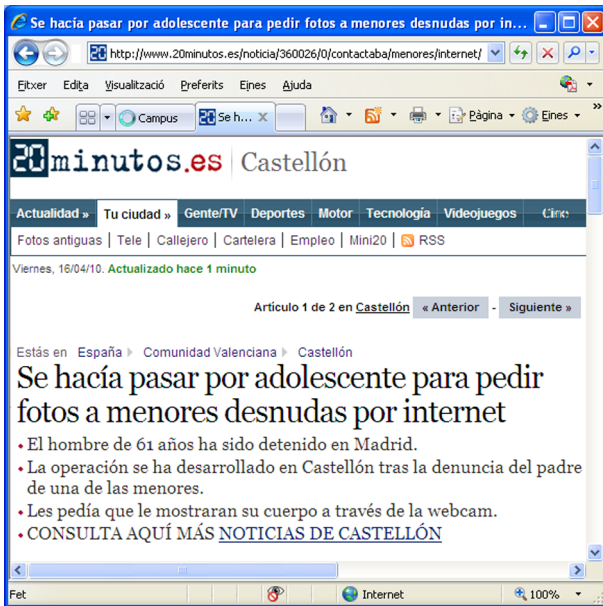 Se hacía pasar por adolescente para pedir fotos a menores desnudas por in...
http://www.20minutos.es/noticia/360026/0/contactaba/menores/internet/
Fitxer Edita Visualització Preferits Eines Ajuda
Campus Se h... Pàgina Eines
20minutos.es Castellón
Actualidad » Tu ciudad » Gente/TV Deportes Motor Tecnología Videojuegos Cine
Fotos antiguas | Tele | Callejero | Cartelera | Empleo | Mini20 | RSS
Viernes, 16/04/10. Actualizado hace 1 minuto
Artículo 1 de 2 en Castellón « Anterior - Siguiente »
Estás en España Comunidad Valenciana Castellón
Se hacía pasar por adolescente para pedir
fotos a menores desnudas por internet
• El hombre de 61 años ha sido detenido en Madrid.
• La operación se ha desarrollado en Castellón tras la denuncia del padre
de una de las menores.
• Les pedía que le mostraran su cuerpo a través de la webcam.
• CONSULTA AQUÍ MÁS NOTICIAS DE CASTELLÓN
Fet Internet 100%